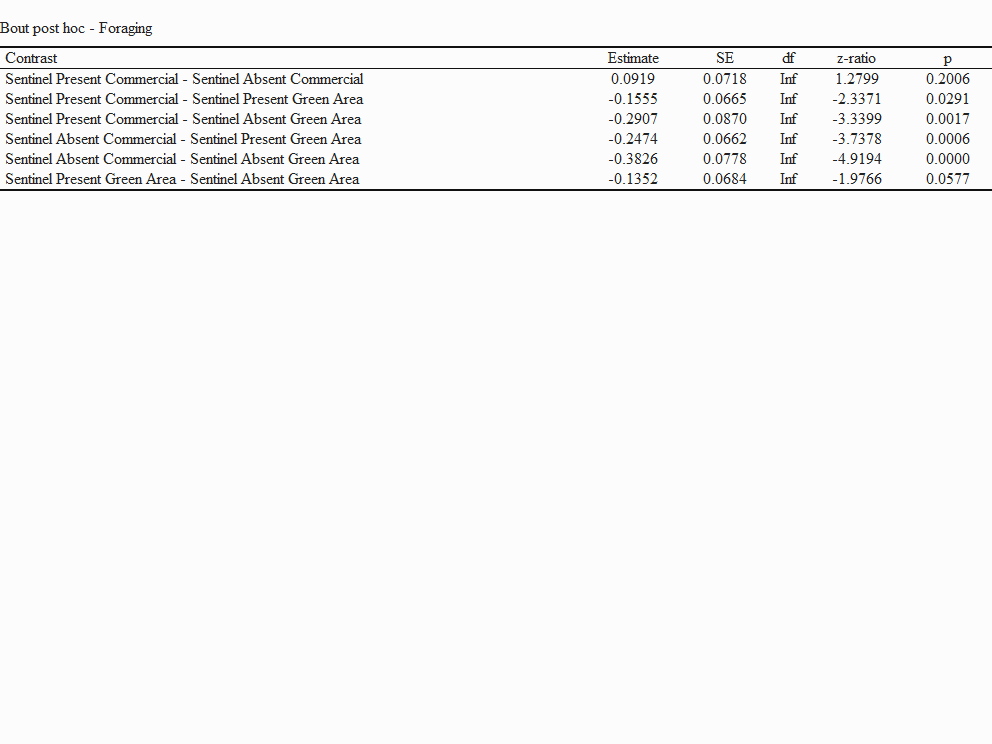 Bout post hoc - Foraging
Contrast Estimate SE df z-ratio p
Sentinel Present Commercial - Sentinel Absent Commercial 0.0919 0.0718 Inf 1.2799 0.2006
Sentinel Present Commercial - Sentinel Present Green Area -0.1555 0.0665 Inf -2.3371 0.0291
Sentinel Present Commercial - Sentinel Absent Green Area -0.2907 0.0870 Inf -3.3399 0.0017
Sentinel Absent Commercial - Sentinel Present Green Area -0.2474 0.0662 Inf -3.7378 0.0006
Sentinel Absent Commercial - Sentinel Absent Green Area -0.3826 0.0778 Inf -4.9194 0.0000
Sentinel Present Green Area - Sentinel Absent Green Area -0.1352 0.0684 Inf -1.9766 0.0577